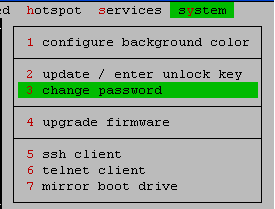 ed hotspot services system
1 configure background color
2 update / enter unlock key
3 change password
4 upgrade firmware
5 ssh client
6 telnet client
7 mirror boot drive